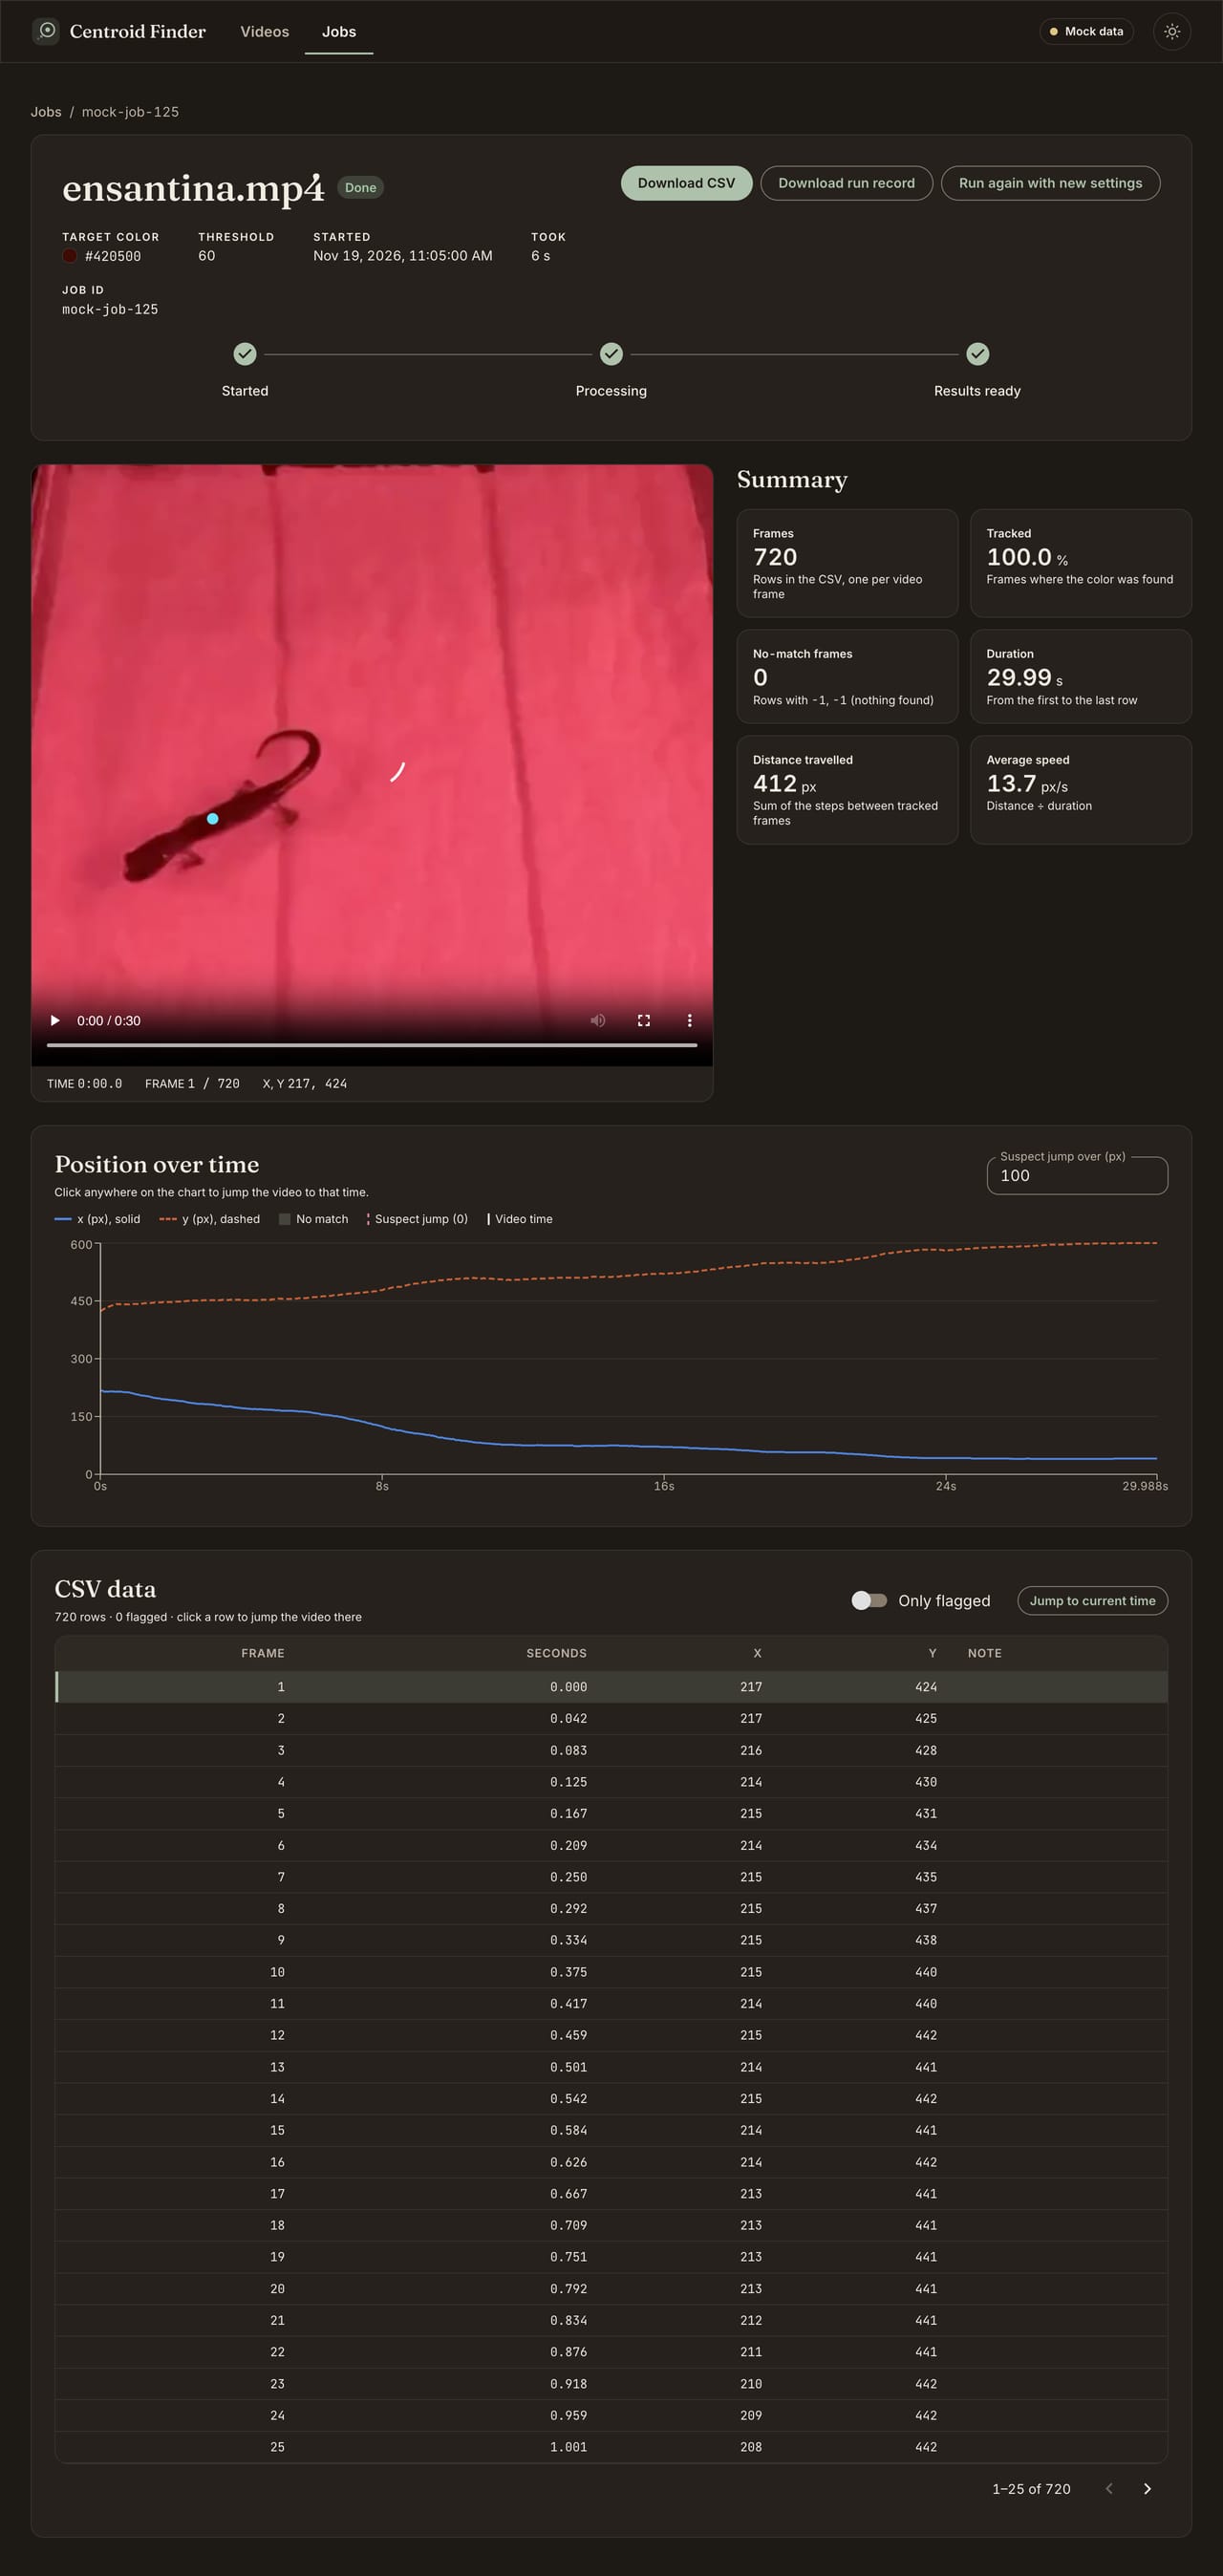 Centroid Finder Videos Jobs Mock data
Jobs / mock-job-125
ensantina.mp4 Done Download CSV Download run record Run again with new settings
TARGET COLOR THRESHOLD STARTED TOOK
#420500 60 Nov 19, 2026, 11:05:00 AM 6 s
JOB ID
mock-job-125
Started Processing Results ready
0:00 / 0:30
TIME 0:00.0 FRAME 1 / 720 X, Y 217, 424
Summary
Frames
720
Rows in the CSV, one per video
frame
Tracked
100.0 %
Frames where the color was found
No-match frames
0
Rows with -1, -1 (nothing found)
Duration
29.99 s
From the first to the last row
Distance travelled
412 px
Sum of the steps between tracked
frames
Average speed
13.7 px/s
Distance ÷ duration
Position over time
Click anywhere on the chart to jump the video to that time.
Suspect jump over (px)
100
x (px), solid y (px), dashed No match Suspect jump (0) Video time
600
450
300
150
0
0s 8s 16s 24s 29.988s
CSV data
720 rows · 0 flagged · click a row to jump the video there
Only flagged Jump to current time
FRAME SECONDS X Y NOTE
1 0.000 217 424
2 0.042 217 425
3 0.083 216 428
4 0.125 214 430
5 0.167 215 431
6 0.209 214 434
7 0.250 215 435
8 0.292 215 437
9 0.334 215 438
10 0.375 215 440
11 0.417 214 440
12 0.459 215 442
13 0.501 214 441
14 0.542 215 442
15 0.584 214 441
16 0.626 214 442
17 0.667 213 441
18 0.709 213 441
19 0.751 213 441
20 0.792 213 441
21 0.834 212 441
22 0.876 211 441
23 0.918 210 442
24 0.959 209 442
25 1.001 208 442
1–25 of 720